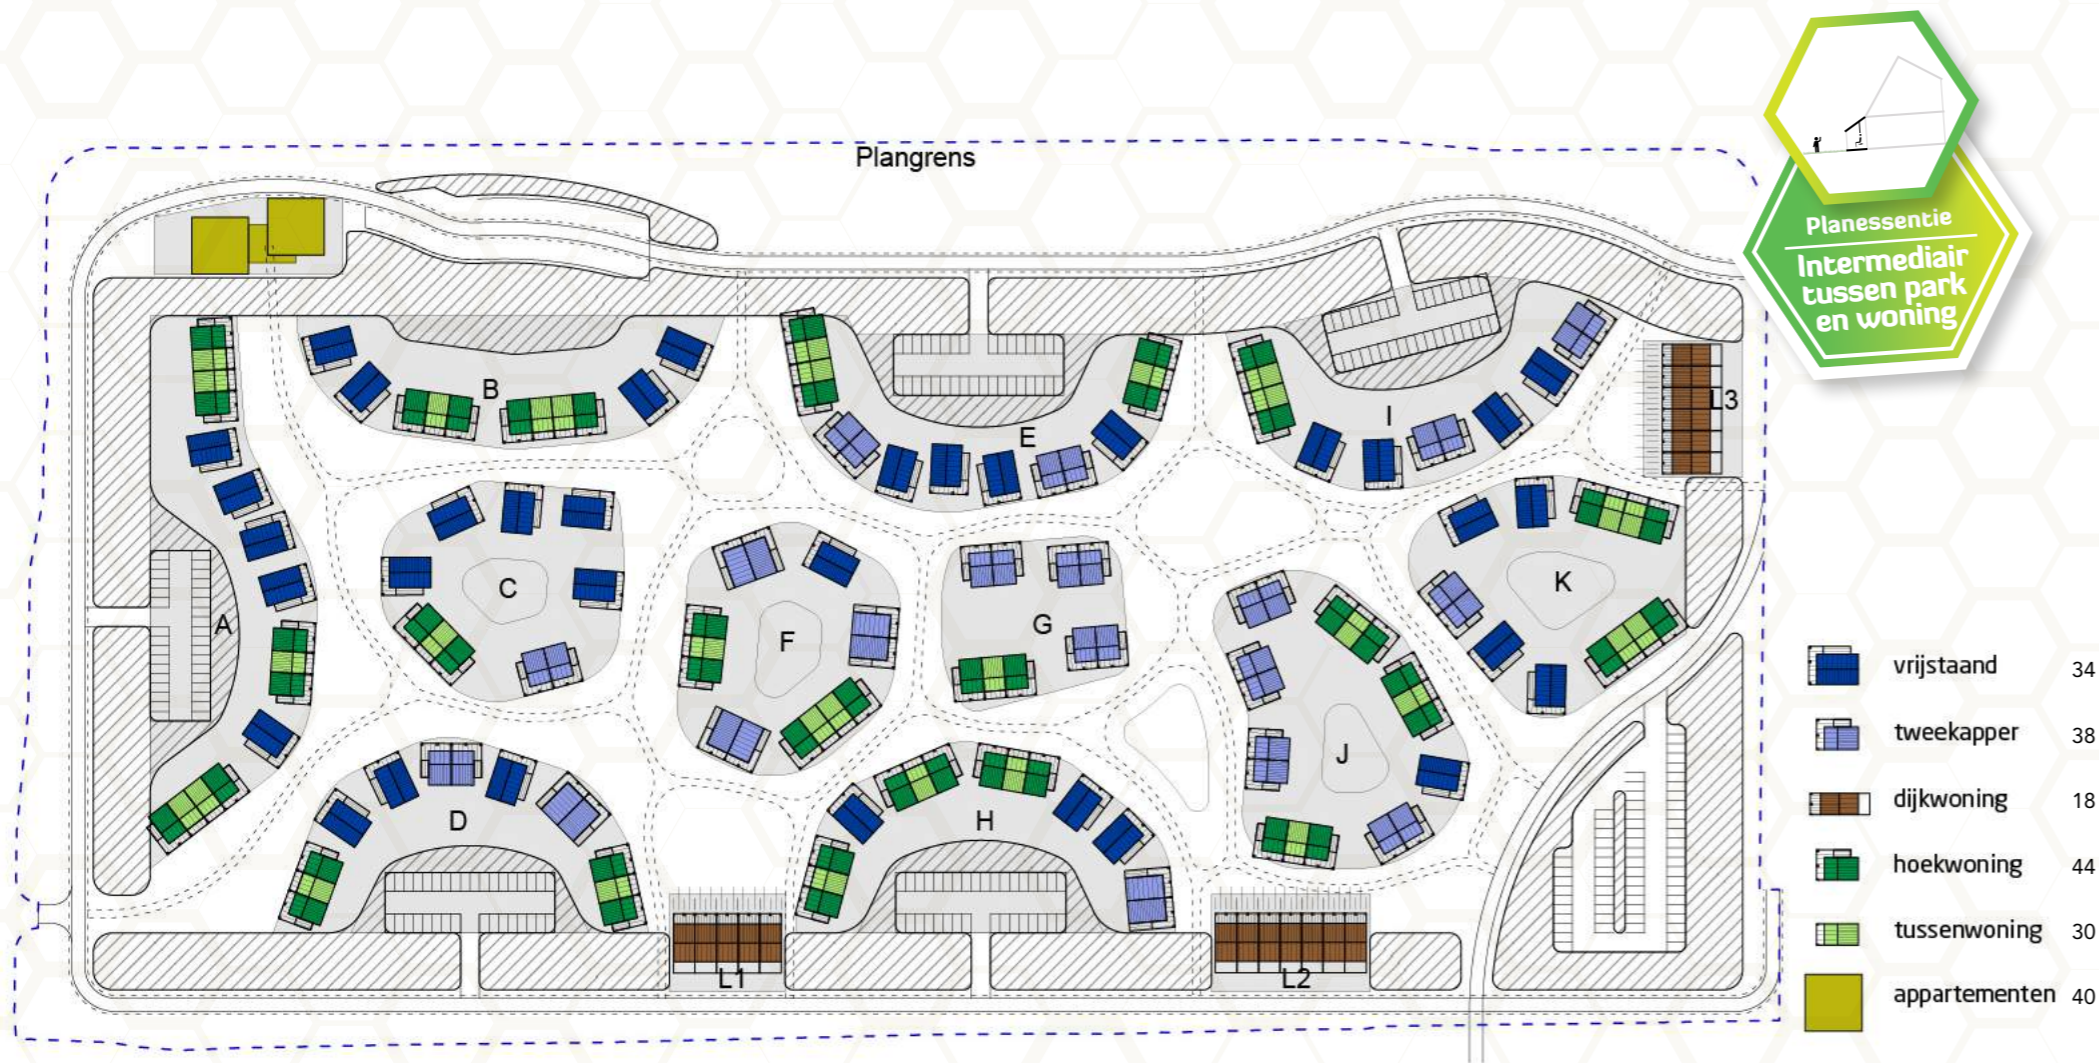 Plangrens
Planessentie
Intermediair
tussen park
en woning
B
E
I
L3
C
A
F
G
K
J
D
H
L1
L2
vrijstaand 34
tweekapper 38
dijkwoning 18
hoekwoning 44
tussenwoning 30
appartementen 40